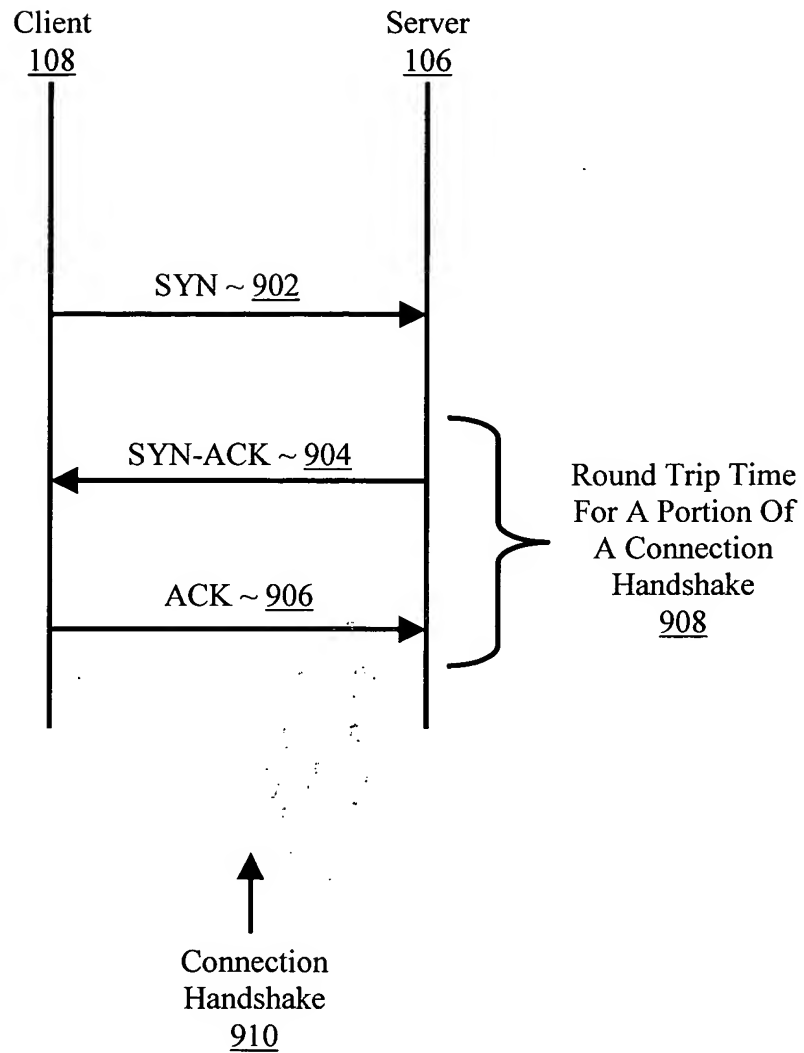 Client
108
Server
106
SYN ~ 902
SYN-ACK ~ 904
ACK ~ 906
Round Trip Time
For A Portion Of
A Connection
Handshake
908
Connection
Handshake
910